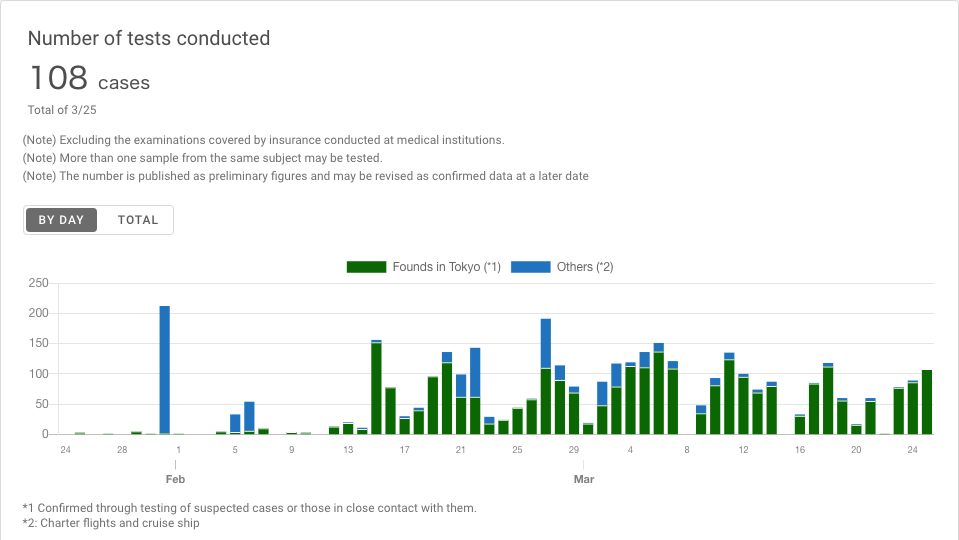 Number of tests conducted
108 cases
Total of 3/25
(Note) Excluding the examinations covered by insurance conducted at medical institutions.
(Note) More than one sample from the same subject may be tested.
(Note) The number is published as preliminary figures and may be revised as confirmed data at a later date
BY DAY TOTAL
Founds in Tokyo (*1) Others (*2)
250
200
150
100
50
0
24 28 1 5 9 13 17 21 25 29 4 8 12 16 20 24
Feb Mar
*1 Confirmed through testing of suspected cases or those in close contact with them.
*2: Charter flights and cruise ship